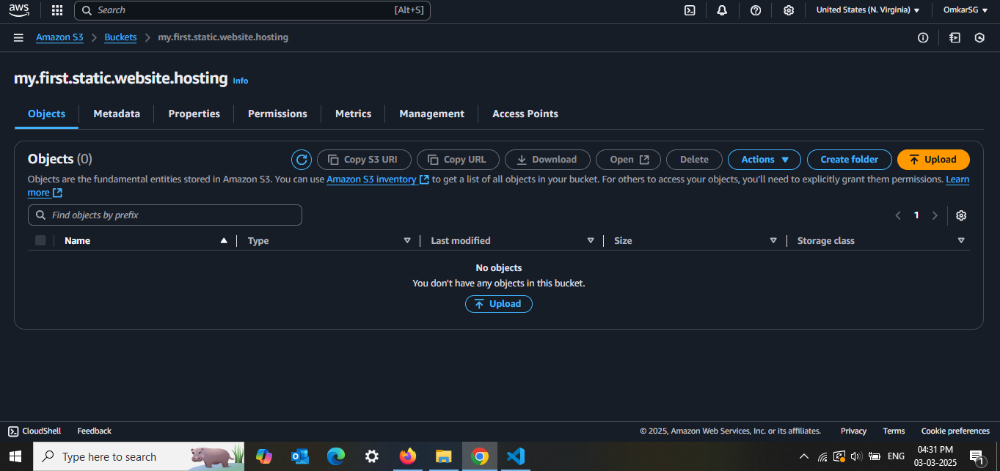 aws Search [Alt+S] United States (N. Virginia) OmkarSG
Amazon S3 Buckets my.first.static.website.hosting
my.first.static.website.hosting Info
Objects Metadata Properties Permissions Metrics Management Access Points
Objects (0) Copy S3 URI Copy URL Download Open Delete Actions Create folder Upload
Objects are the fundamental entities stored in Amazon S3. You can use Amazon S3 inventory to get a list of all objects in your bucket. For others to access your objects, you'll need to explicitly grant them permissions. Learn
more
Find objects by prefix 1
Name Type Last modified Size Storage class
No objects
You don't have any objects in this bucket.
Upload
CloudShell Feedback © 2025, Amazon Web Services, Inc. or its affiliates. Privacy Terms Cookie preferences
Type here to search ENG 04:31 PM
03-03-2025 1